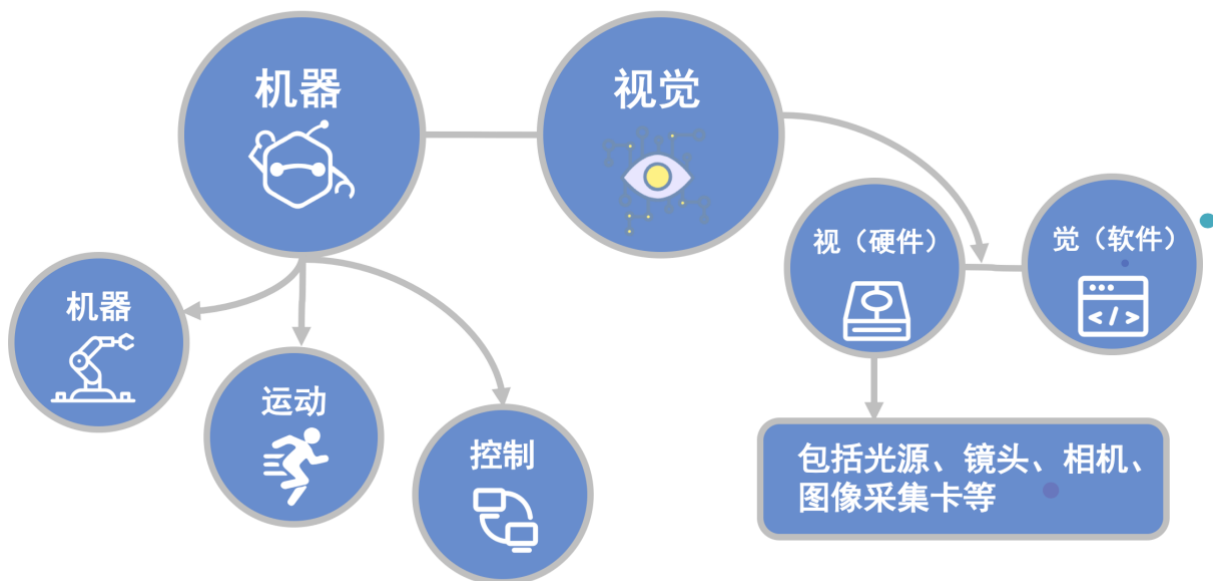 机器
视觉
视（硬件）
觉（软件）
机器
运动
控制
包括光源、镜头、相机、
图像采集卡等